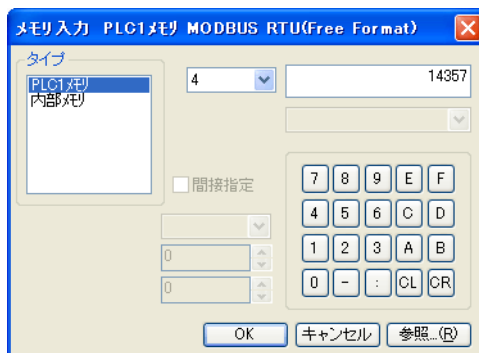 メモリ入力 PLC1メモリ MODBUS RTU(Free Format)
タイプ
PLC1メモリ
内部メモリ
4
14357
間接指定
0
0
7 8 9 E F
4 5 6 C D
1 2 3 A B
0 - : CL CR
OK キャンセル 参照...(R)